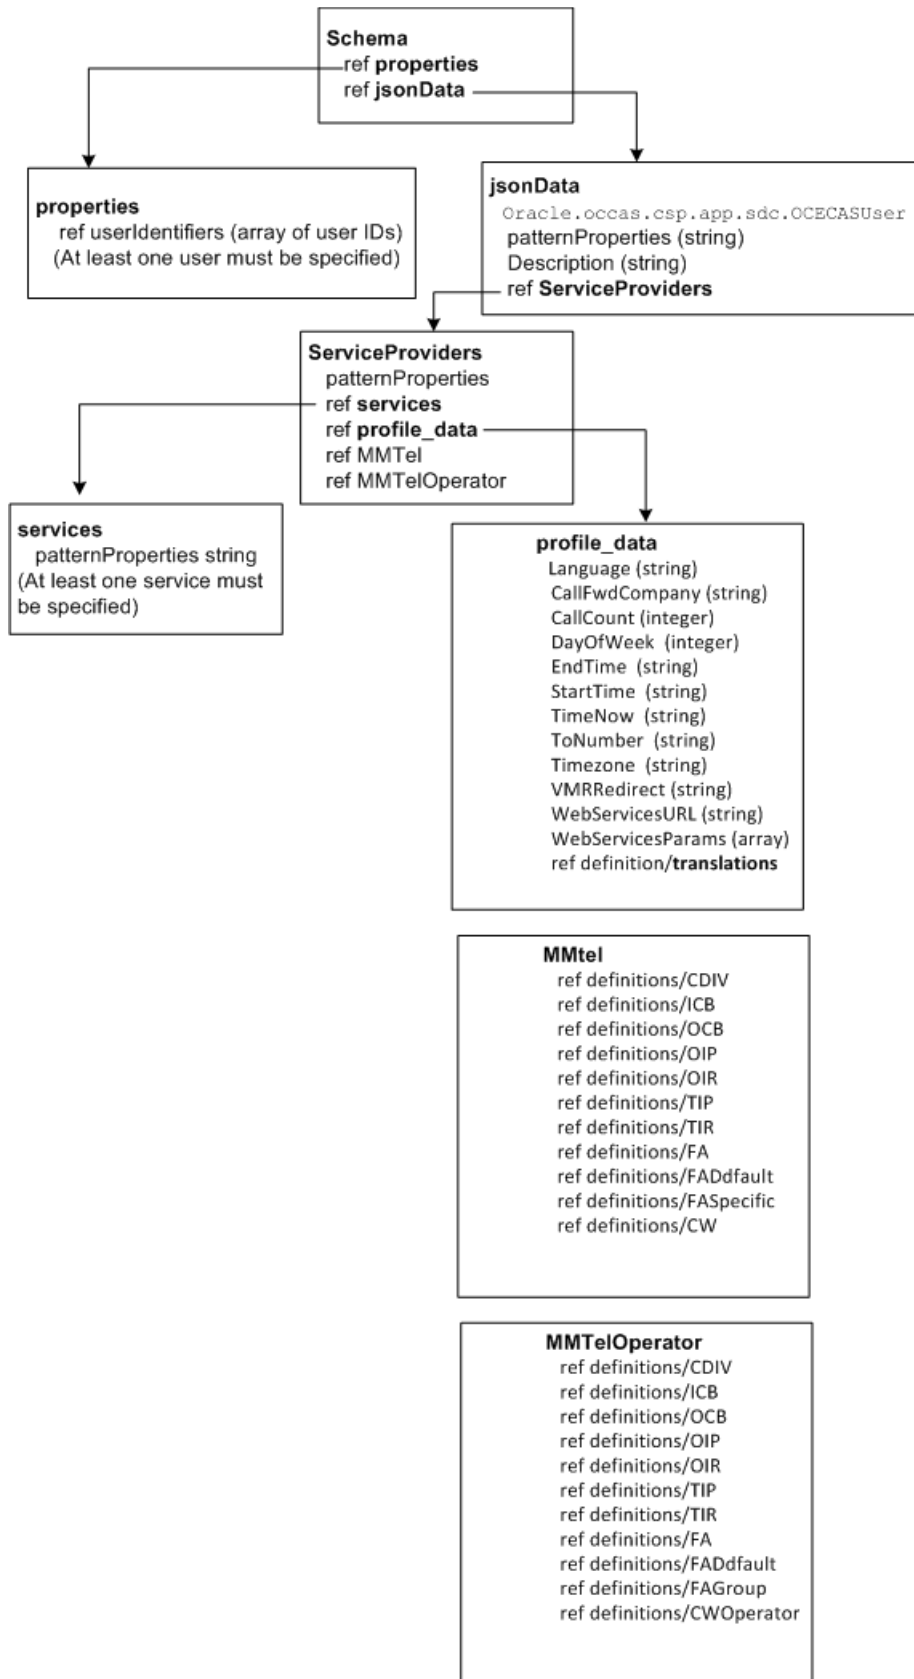 Schema
ref properties
ref jsonData
properties
ref userIdentifiers (array of user IDs)
(At least one user must be specified)
jsonData
Oracle.occas.csp.app.sdc.OCECASUser
patternProperties (string)
Description (string)
ref ServiceProviders
ServiceProviders
patternProperties
ref services
ref profile_data
ref MMTel
ref MMTelOperator
services
patternProperties string
(At least one service must
be specified)
profile_data
Language (string)
CallFwdCompany (string)
CallCount (integer)
DayOfWeek (integer)
EndTime (string)
StartTime (string)
TimeNow (string)
ToNumber (string)
Timezone (string)
VMRRedirect (string)
WebServicesURL (string)
WebServicesParams (array)
ref definition/translations
MMtel
ref definitions/CDIV
ref definitions/ICB
ref definitions/OCB
ref definitions/OIP
ref definitions/OIR
ref definitions/TIP
ref definitions/TIR
ref definitions/FA
ref definitions/FADdfault
ref definitions/FASpecific
ref definitions/CW
MMTelOperator
ref definitions/CDIV
ref definitions/ICB
ref definitions/OCB
ref definitions/OIP
ref definitions/OIR
ref definitions/TIP
ref definitions/TIR
ref definitions/FA
ref definitions/FADdfault
ref definitions/FAGroup
ref definitions/CWOperator